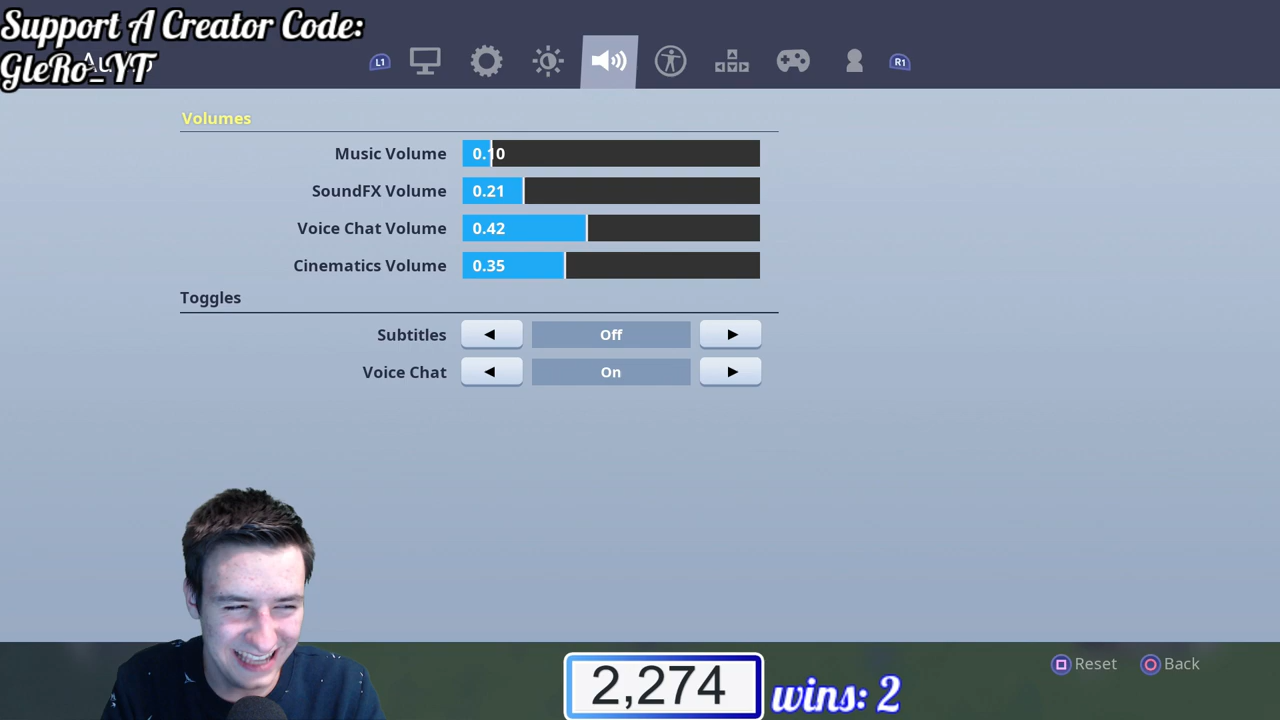 Support A Creator Code:
GleRo_YT
L1
R1
Volumes
Music Volume 0.10
SoundFX Volume 0.21
Voice Chat Volume 0.42
Cinematics Volume 0.35
Toggles
Subtitles Off
Voice Chat On
Reset Back
2,274 wins: 2